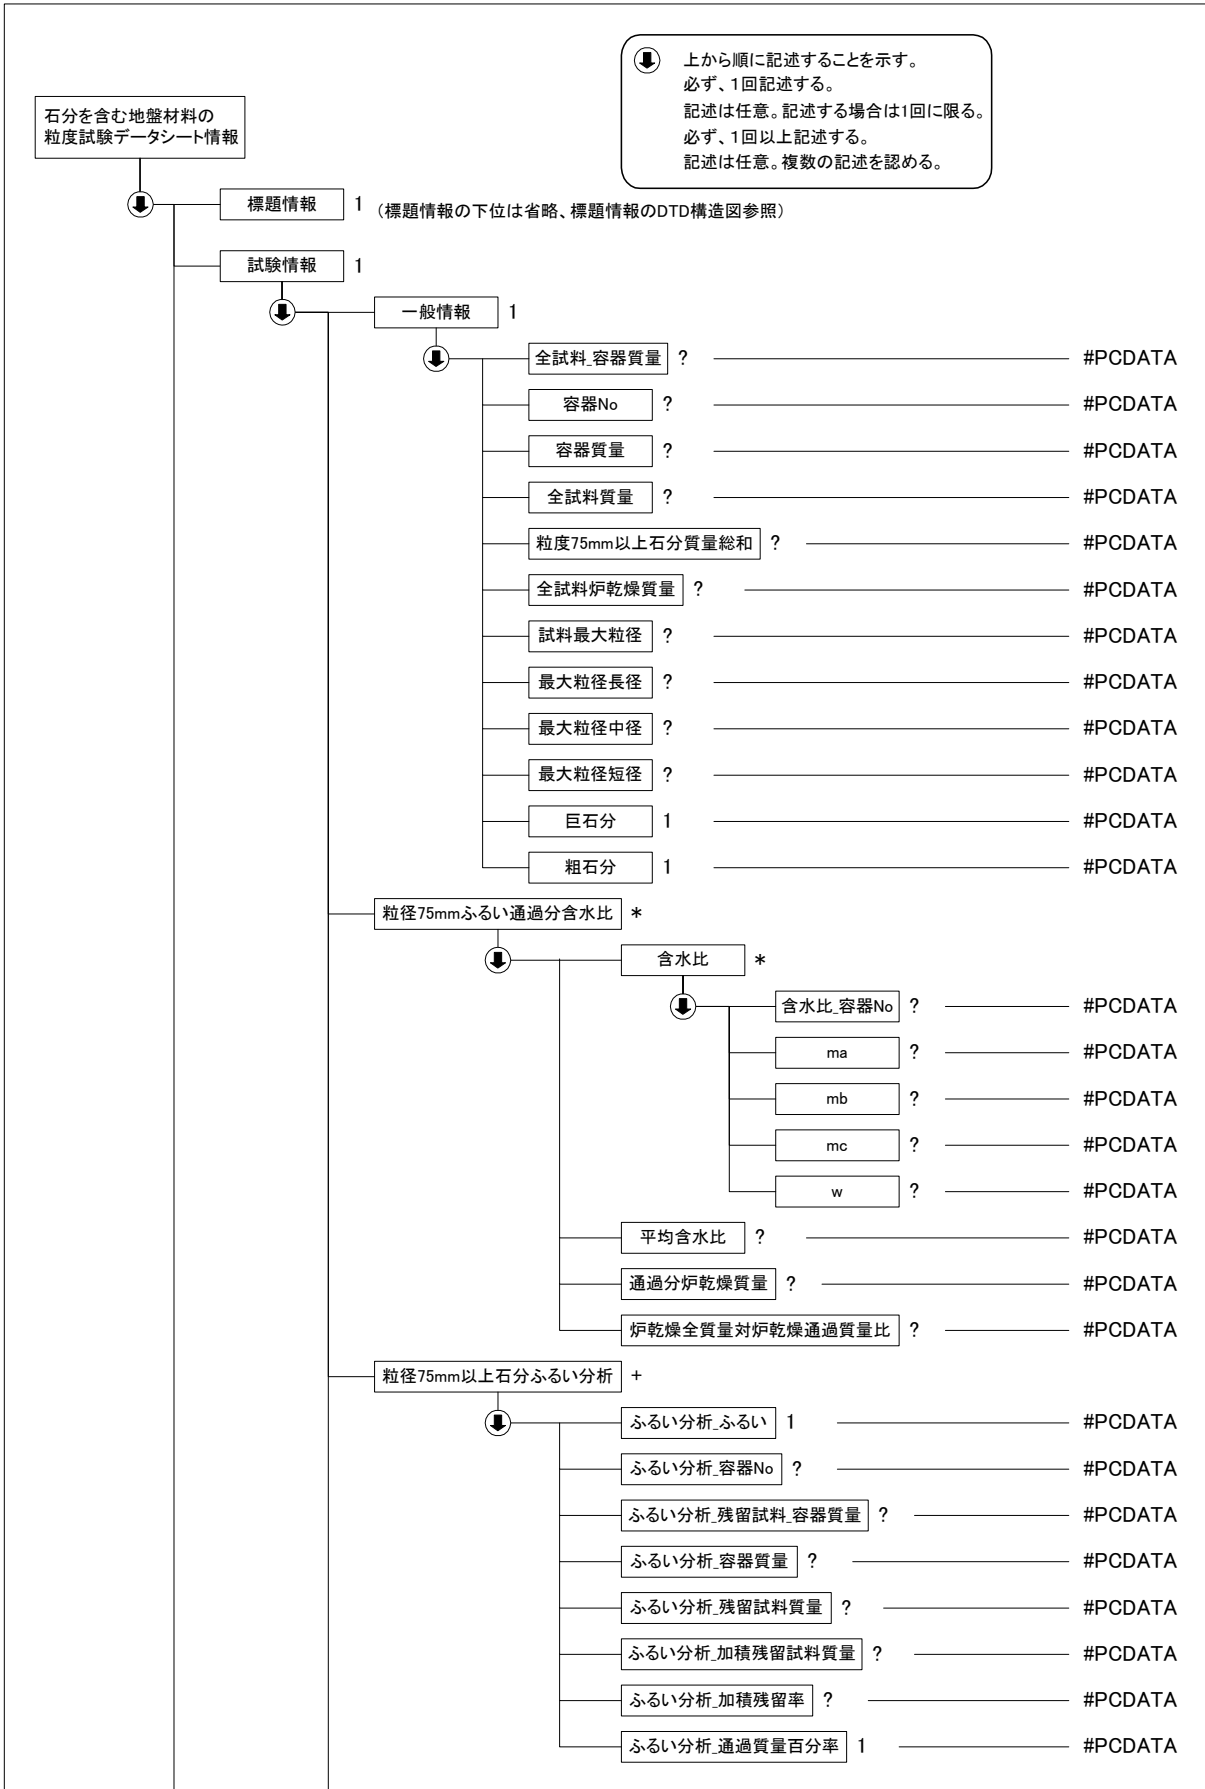 上から順に記述することを示す。
必ず、1回記述する。
記述は任意。記述する場合は1回に限る。
必ず、1回以上記述する。
記述は任意。複数の記述を認める。
石分を含む地盤材料の
粒度試験データシート情報
標題情報 1 (標題情報の下位は省略、標題情報のDTD構造図参照)
試験情報 1
一般情報 1
全試料_容器質量 ? #PCDATA
容器No ? #PCDATA
容器質量 ? #PCDATA
全試料質量 ? #PCDATA
粒度75mm以上石分質量総和 ? #PCDATA
全試料炉乾燥質量 ? #PCDATA
試料最大粒径 ? #PCDATA
最大粒径長径 ? #PCDATA
最大粒径中径 ? #PCDATA
最大粒径短径 ? #PCDATA
巨石分 1 #PCDATA
粗石分 1 #PCDATA
粒径75mmふるい通過分含水比 *
含水比 *
含水比_容器No ? #PCDATA
ma ? #PCDATA
mb ? #PCDATA
mc ? #PCDATA
w ? #PCDATA
平均含水比 ? #PCDATA
通過分炉乾燥質量 ? #PCDATA
炉乾燥全質量対炉乾燥通過質量比 ? #PCDATA
粒径75mm以上石分ふるい分析 +
ふるい分析_ふるい 1 #PCDATA
ふるい分析_容器No ? #PCDATA
ふるい分析_残留試料_容器質量 ? #PCDATA
ふるい分析_容器質量 ? #PCDATA
ふるい分析_残留試料質量 ? #PCDATA
ふるい分析_加積残留試料質量 ? #PCDATA
ふるい分析_加積残留率 ? #PCDATA
ふるい分析_通過質量百分率 1 #PCDATA